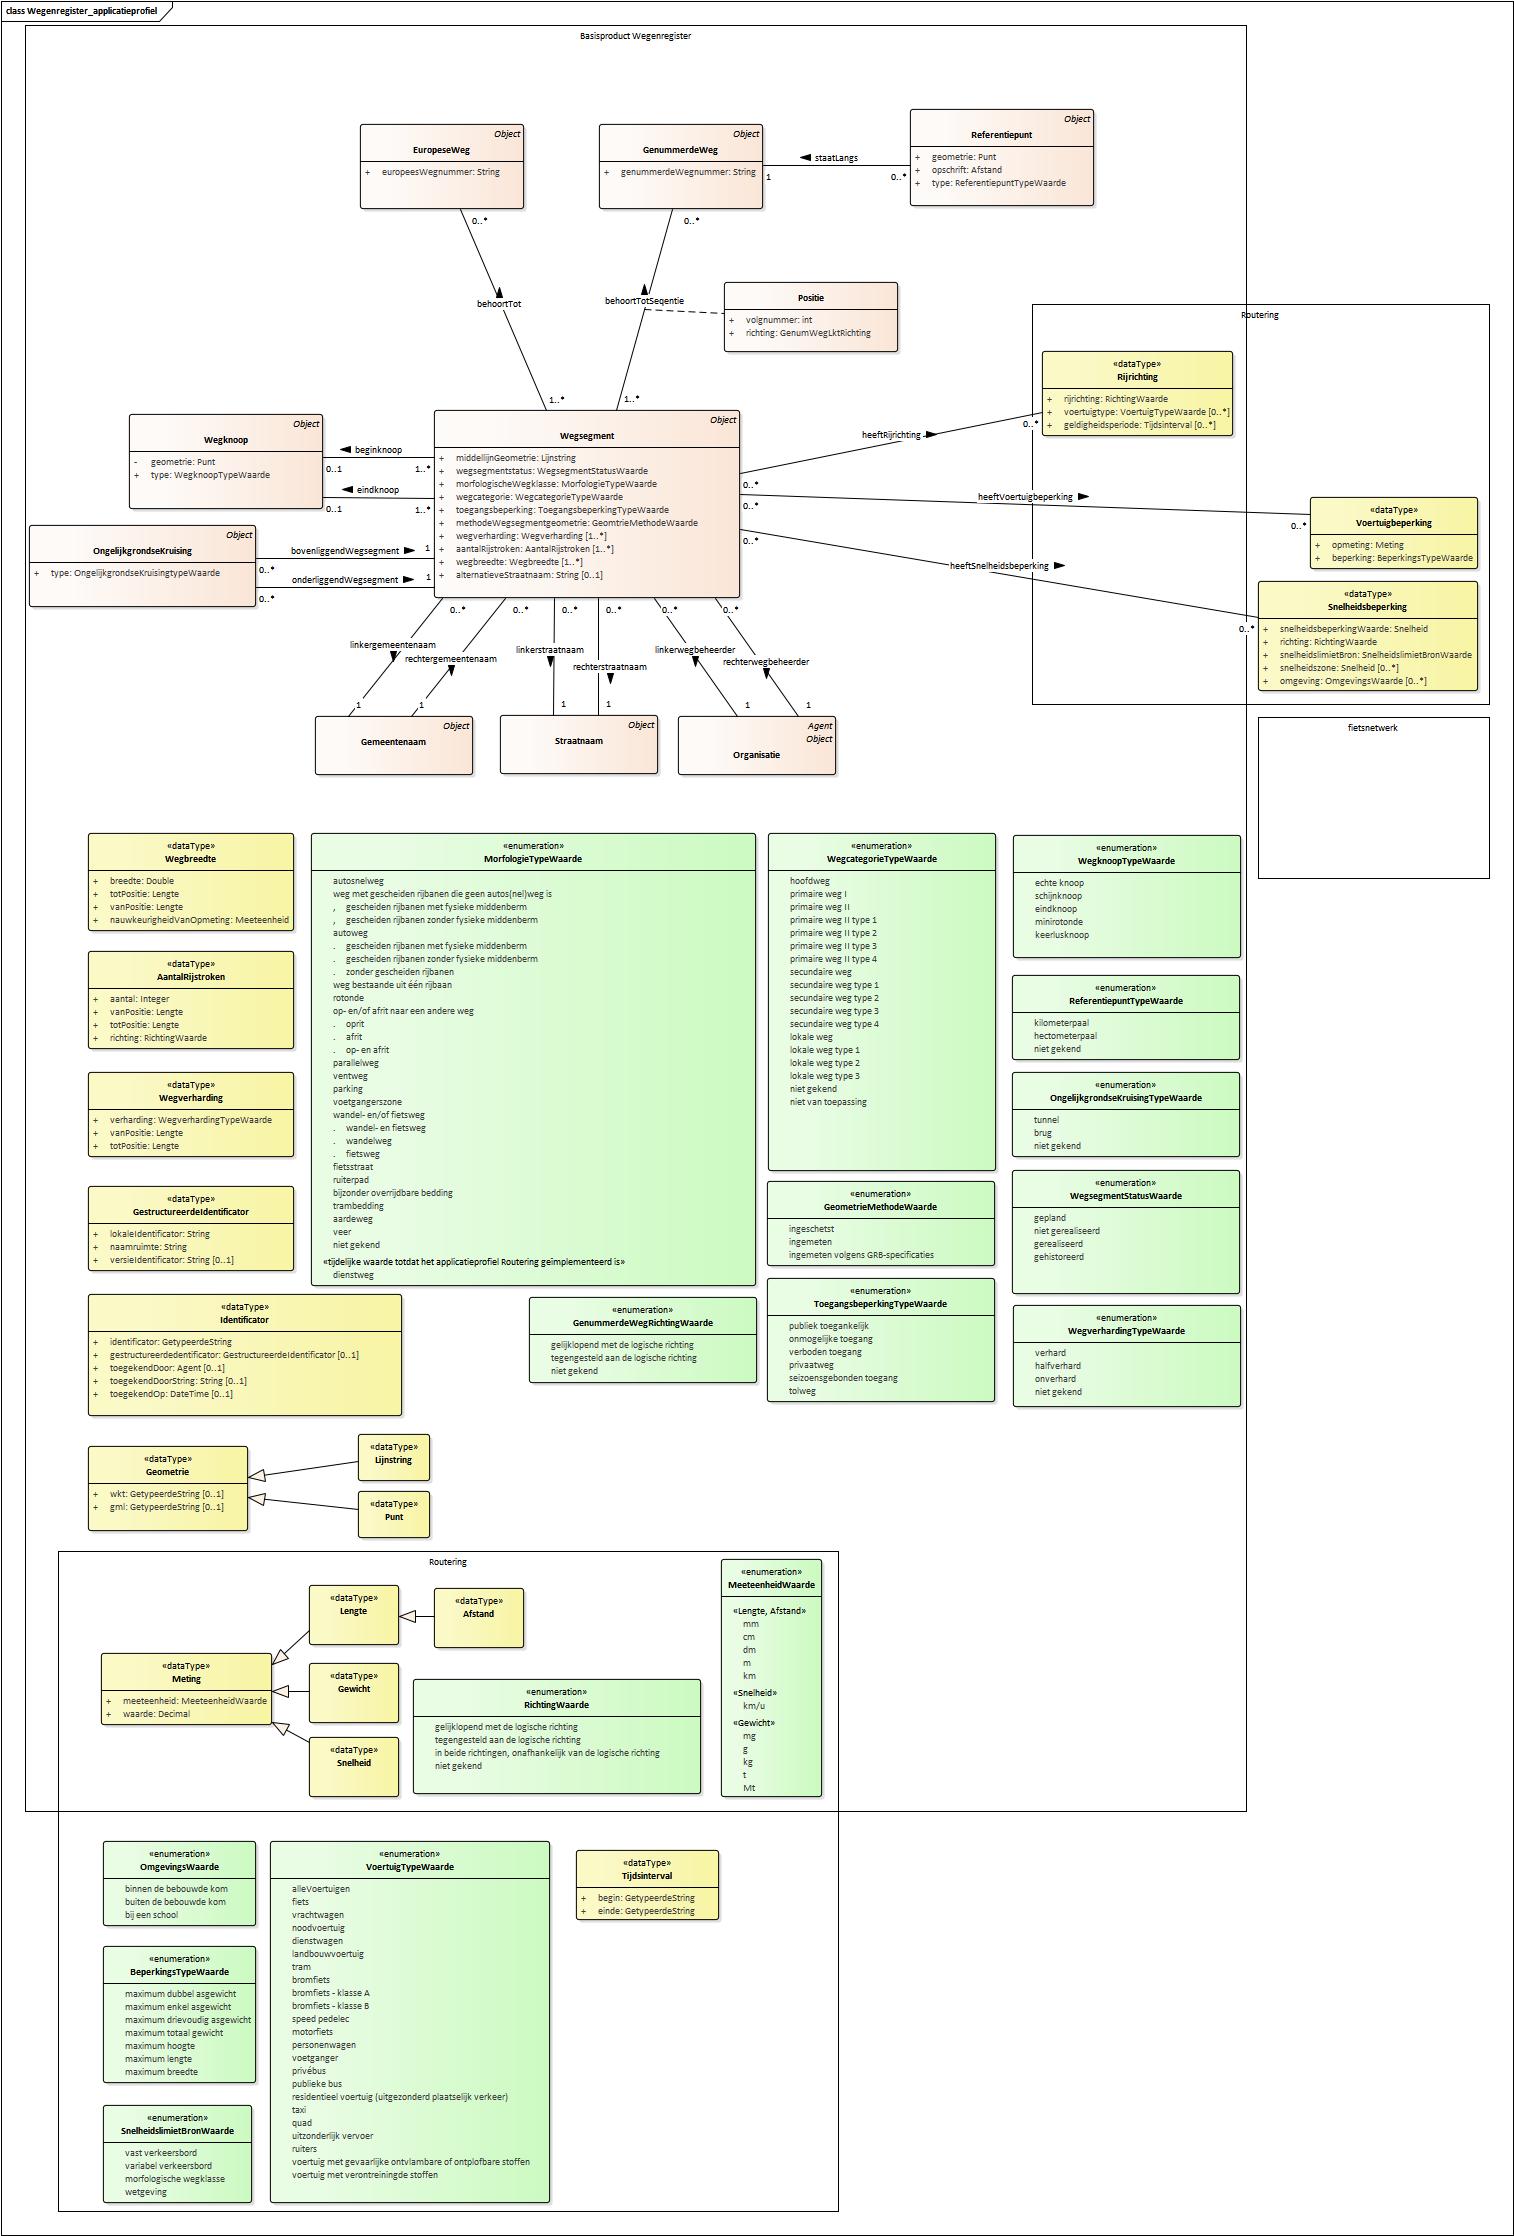 class Wegenregister_applicatieprofiel
Basisproduct Wegenregister
Object
EuropeseWeg
+ europeesWegnummer: String
Object
GenummerdeWeg
+ genummerdeWegnummer: String
staatLangs
1
0..*
Object
Referentiepunt
+ geometrie: Punt
+ opschrift: Afstand
+ type: ReferentiepuntTypeWaarde
0..*
0..*
behoortTot
behoortTotSeqentie
Positie
+ volgnummer: int
+ richting: GenumWegLktRichting
1..*
1..*
Routering
«dataType»
Rijrichting
+ rijrichting: RichtingWaarde
+ voertuigtype: VoertuigTypeWaarde [0..*]
+ geldigheidsperiode: Tijdsinterval [0..*]
Object
Wegknoop
- geometrie: Punt
+ type: WegknoopTypeWaarde
beginknoop
0..1
1..*
eindknoop
0..1
1..*
Object
Wegsegment
+ middellijnGeometrie: Lijnstring
+ wegsegmentstatus: WegsegmentStatusWaarde
+ morfologischeWegklasse: MorfologieTypeWaarde
+ wegcategorie: WegcategorieTypeWaarde
+ toegangsbeperking: ToegangsbeperkingTypeWaarde
+ methodeWegsegmentgeometrie: GeomtrieMethodeWaarde
+ wegverharding: Wegverharding [1..*]
+ aantalRijstroken: AantalRijstroken [1..*]
+ wegbreedte: Wegbreedte [1..*]
+ alternatieveStraatnaam: String [0..1]
heeftRijrichting
0..*
0..*
heeftVoertuigbeperking
0..*
0..*
heeftSnelheidsbeperking
0..*
0..*
«dataType»
Voertuigbeperking
+ opmeting: Meting
+ beperking: BeperkingsTypeWaarde
Object
OngelijkgrondseKruising
+ type: OngelijkgrondseKruisingtypeWaarde
bovenliggendWegsegment
1
0..*
onderliggendWegsegment
1
0..*
«dataType»
Snelheidsbeperking
+ snelheidsbeperkingWaarde: Snelheid
+ richting: RichtingWaarde
+ snelheidslimietBron: SnelheidslimietBronWaarde
+ snelheidszone: Snelheid [0..*]
+ omgeving: OmgevingsWaarde [0..*]
0..*
0..*
0..*
0..*
0..*
0..*
linkergemeentenaam
rechtergemeentenaam
linkerstraatnaam
rechterstraatnaam
linkerwegbeheerder
rechterwegbeheerder
1
1
1
1
1
1
Object
Gemeentenaam
Object
Straatnaam
Agent
Object
Organisatie
fietsnetwerk
«dataType»
Wegbreedte
+ breedte: Double
+ totPositie: Lengte
+ vanPositie: Lengte
+ nauwkeurigheidVanOpmeting: Meeteenheid
«dataType»
AantalRijstroken
+ aantal: Integer
+ vanPositie: Lengte
+ totPositie: Lengte
+ richting: RichtingWaarde
«dataType»
Wegverharding
+ verharding: WegverhardingTypeWaarde
+ vanPositie: Lengte
+ totPositie: Lengte
«dataType»
GestructureerdeIdentificator
+ lokaleIdentificator: String
+ naamruimte: String
+ versieIdentificator: String [0..1]
«enumeration»
MorfologieTypeWaarde
autosnelweg
weg met gescheiden rijbanen die geen autos(nel)weg is
, gescheiden rijbanen met fysieke middenberm
, gescheiden rijbanen zonder fysieke middenberm
autoweg
. gescheiden rijbanen met fysieke middenberm
. gescheiden rijbanen zonder fysieke middenberm
. zonder gescheiden rijbanen
weg bestaande uit één rijbaan
rotonde
op- en/of afrit naar een andere weg
. oprit
. afrit
. op- en afrit
parallelweg
ventweg
parking
voetgangerszone
wandel- en/of fietsweg
. wandel- en fietsweg
. wandelweg
. fietsweg
fietsstraat
ruiterpad
bijzonder overrijdbare bedding
trambedding
aardeweg
veer
niet gekend
«tijdelijke waarde totdat het applicatieprofiel Routering geïmplementeerd is»
dienstweg
«enumeration»
WegcategorieTypeWaarde
hoofdweg
primaire weg I
primaire weg II
primaire weg II type 1
primaire weg II type 2
primaire weg II type 3
primaire weg II type 4
secundaire weg
secundaire weg type 1
secundaire weg type 2
secundaire weg type 3
secundaire weg type 4
lokale weg
lokale weg type 1
lokale weg type 2
lokale weg type 3
niet gekend
niet van toepassing
«enumeration»
WegknoopTypeWaarde
echte knoop
schijnknoop
eindknoop
minirotonde
keerlusknoop
«enumeration»
ReferentiepuntTypeWaarde
kilometerpaal
hectometerpaal
niet gekend
«enumeration»
OngelijkgrondseKruisingTypeWaarde
tunnel
brug
niet gekend
«enumeration»
WegsegmentStatusWaarde
gepland
niet gerealiseerd
gerealiseerd
gehistoreerd
«enumeration»
GeometrieMethodeWaarde
ingeschetst
ingemeten
ingemeten volgens GRB-specificaties
«enumeration»
ToegangsbeperkingTypeWaarde
publiek toegankelijk
onmogelijke toegang
verboden toegang
privaatweg
seizoensgebonden toegang
tolweg
«enumeration»
WegverhardingTypeWaarde
verhard
halfverhard
onverhard
niet gekend
«dataType»
Identificator
+ identificator: GetypeerdeString
+ gestructureerdedentificator: GestructureerdeIdentificator [0..1]
+ toegekendDoor: Agent [0..1]
+ toegekendDoorString: String [0..1]
+ toegekendOp: DateTime [0..1]
«enumeration»
GenummerdeWegRichtingWaarde
gelijklopend met de logische richting
tegengesteld aan de logische richting
niet gekend
«dataType»
Geometrie
+ wkt: GetypeerdeString [0..1]
+ gml: GetypeerdeString [0..1]
«dataType»
Lijnstring
«dataType»
Punt
Routering
«dataType»
Lengte
«dataType»
Afstand
«dataType»
Meting
+ meeteenheid: MeeteenheidWaarde
+ waarde: Decimal
«dataType»
Gewicht
«dataType»
Snelheid
«enumeration»
RichtingWaarde
gelijklopend met de logische richting
tegengesteld aan de logische richting
in beide richtingen, onafhankelijk van de logische richting
niet gekend
«enumeration»
MeeteenheidWaarde
«Lengte, Afstand»
mm
cm
dm
m
km
«Snelheid»
km/u
«Gewicht»
mg
g
kg
t
Mt
«enumeration»
OmgevingsWaarde
binnen de bebouwde kom
buiten de bebouwde kom
bij een school
«enumeration»
BeperkingsTypeWaarde
maximum dubbel asgewicht
maximum enkel asgewicht
maximum drievoudig asgewicht
maximum totaal gewicht
maximum hoogte
maximum lengte
maximum breedte
«enumeration»
SnelheidslimietBronWaarde
vast verkeersbord
variabel verkeersbord
morfologische wegklasse
wetgeving
«enumeration»
VoertuigTypeWaarde
alleVoertuigen
fiets
vrachtwagen
noodvoertuig
dienstwagen
landbouwvoertuig
tram
bromfiets
bromfiets - klasse A
bromfiets - klasse B
speed pedelec
motorfiets
personenwagen
voetganger
privébus
publieke bus
residentieel voertuig (uitgezonderd plaatselijk verkeer)
taxi
quad
uitzonderlijk vervoer
ruiters
voertuig met gevaarlijke ontvlambare of ontplofbare stoffen
voertuig met verontreiningde stoffen
«dataType»
Tijdsinterval
+ begin: GetypeerdeString
+ einde: GetypeerdeString